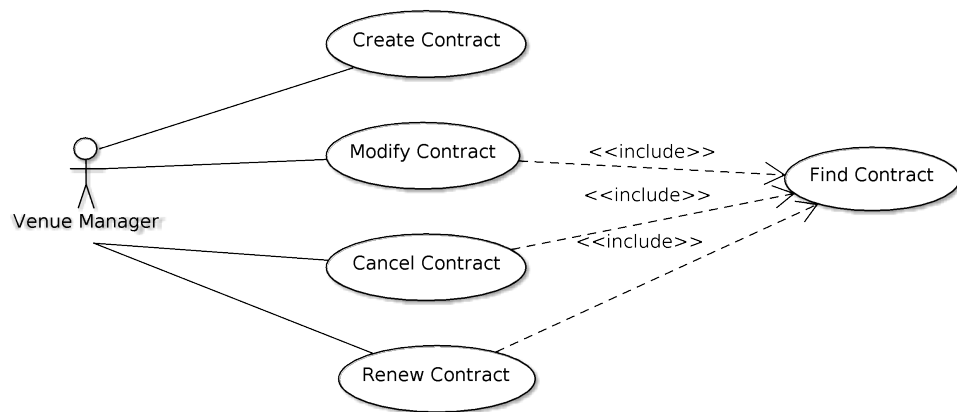 Create Contract
Modify Contract
<<include>>
Find Contract
<<include>>
Venue Manager
<<include>>
Cancel Contract
Renew Contract